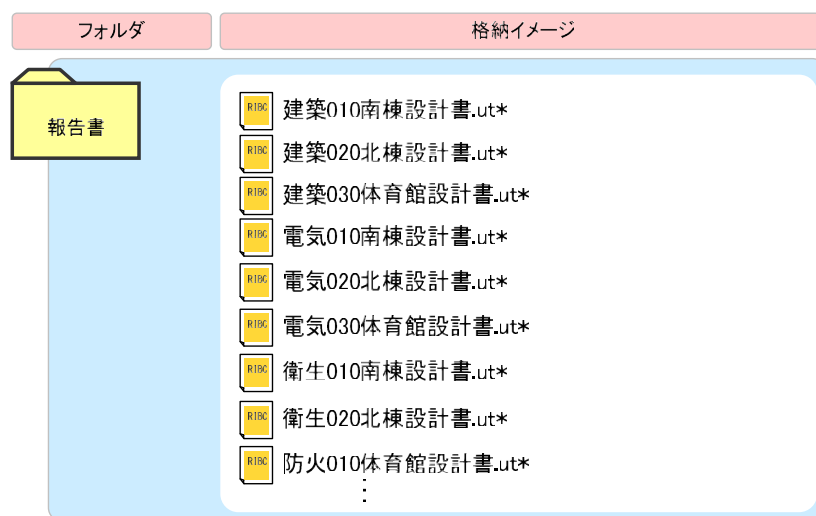 フォルダ
格納イメージ
報告書
RIBC 建築010南棟設計書.ut*
RIBC 建築020北棟設計書.ut*
RIBC 建築030体育館設計書.ut*
RIBC 電気010南棟設計書.ut*
RIBC 電気020北棟設計書.ut*
RIBC 電気030体育館設計書.ut*
RIBC 衛生010南棟設計書.ut*
RIBC 衛生020北棟設計書.ut*
RIBC 防火010体育館設計書.ut*
⋮